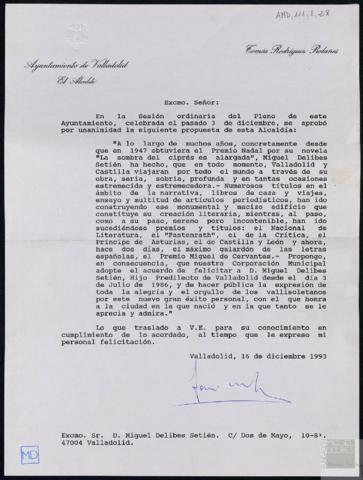 AMD,111,1,28
Tomás Rodríguez Bolaños
Ayuntamiento de Valladolid
El Alcalde
Excmo. Señor:
En la Sesión ordinaria del Pleno de este
Ayuntamiento, celebrada el pasado 3 de diciembre, se aprobó
por unanimidad la siguiente propuesta de esta Alcaldía:
"A lo largo de muchos años, concretamente desde
que en 1947 obtuviera el Premio Nadal por su novela
"La sombra del ciprés es alargada", Miguel Delibes
Setién ha hecho, que en todo momento, Valladolid y
Castilla viajaran por todo el mundo a través de su
obra, seria, sobria, profunda y en tantas ocasiones
estremecida y estremecedora.- Numerosos títulos en el
ámbito de la narrativa, libros de caza y viajes,
ensayo y multitud de artículos periodísticos, han ido
construyendo ese monumental y macizo edificio que
constituye su creación literaria, mientras, al paso,
como a su paso, sereno pero incontenible, han ido
sucediéndose premios y títulos: el Nacional de
Literatura, el "Fastenrath", el de la Crítica, el
Príncipe de Asturias, el de Castilla y León y ahora,
hace dos días, el máximo galardón de las letras
españolas, el Premio Miguel de Cervantes.- Propongo,
en consecuencia, que nuestra Corporación Municipal
adopte el acuerdo de felicitar a D. Miguel Delibes
Setién, Hijo Predilecto de Valladolid desde el día 3
de Julio de 1986, y de hacer pública la expresión de
toda la alegría y el orgullo de los vallisoletanos
por este nuevo gran éxito personal, con el que honra
a la ciudad en la que nació y en la que tanto se le
aprecia y admira."
Lo que traslado a V.E. para su conocimiento en
cumplimiento de lo acordado, al tiempo que le expreso mi
personal felicitación.
Valladolid, 16 de diciembre 1993
Excmo. Sr. D. Miguel Delibes Setién. C/ Dos de Mayo, 10-8º.
47004 Valladolid.
MD